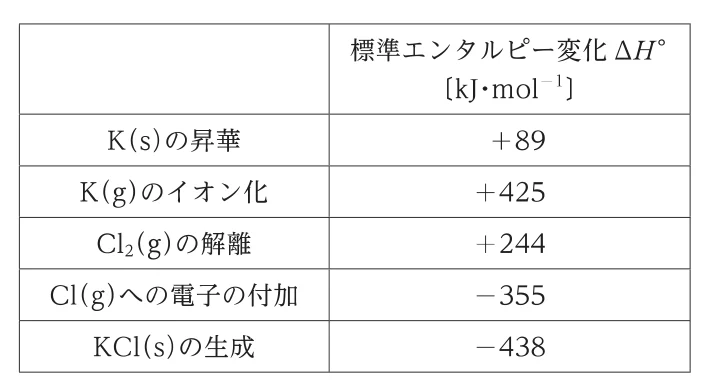 標準エンタルピー変化 ΔH°
〔kJ·mol⁻¹〕
K(s)の昇華 +89
K(g)のイオン化 +425
Cl₂(g)の解離 +244
Cl(g)への電子の付加 −355
KCl(s)の生成 −438